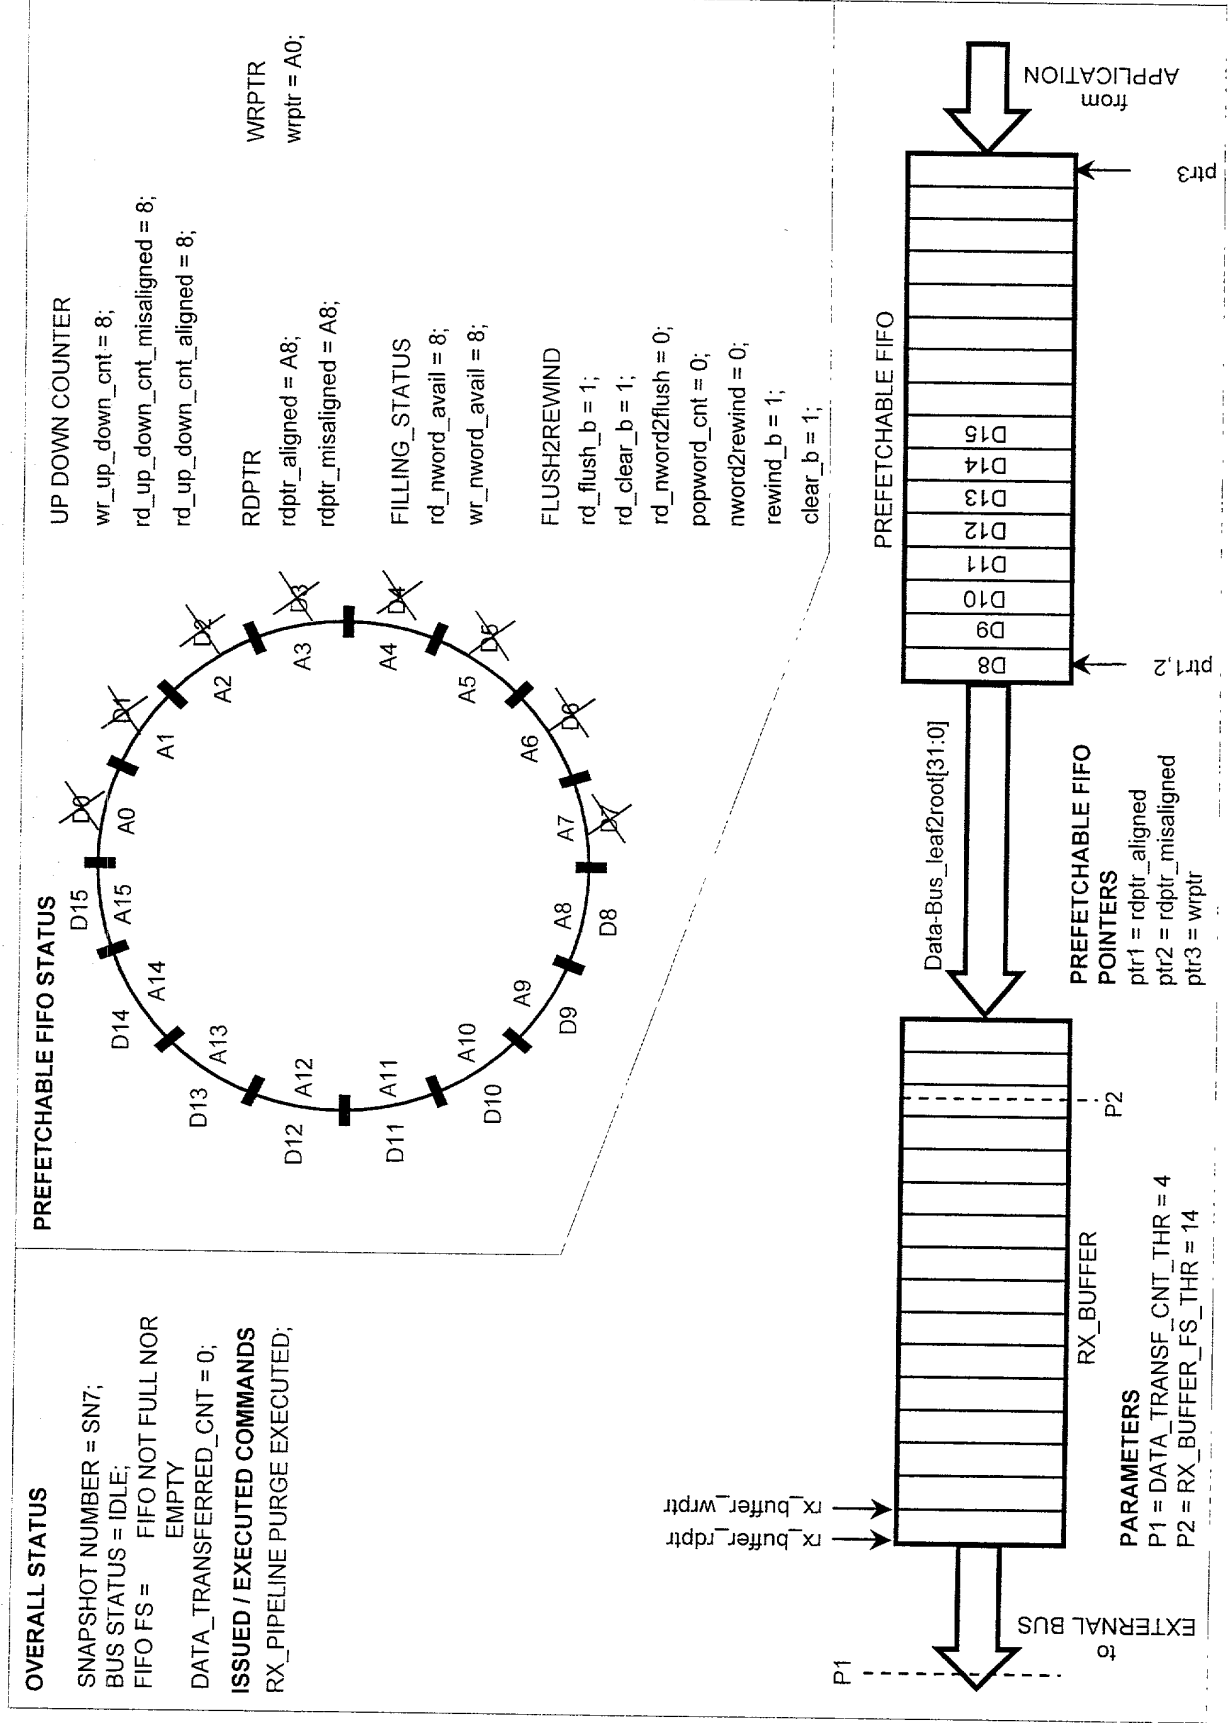 OVERALL STATUS
SNAPSHOT NUMBER = SN7;
BUS STATUS = IDLE;
FIFO FS = FIFO NOT FULL NOR
EMPTY
DATA_TRANSFERRED_CNT = 0;
ISSUED / EXECUTED COMMANDS
RX_PIPELINE PURGE EXECUTED;
PREFETCHABLE FIFO STATUS
D0
D1
D2
D3
D4
D5
D6
D7
D8
D9
D10
D11
D12
D13
D14
D15
A0
A1
A2
A3
A4
A5
A6
A7
A8
A9
A10
A11
A12
A13
A14
A15
UP DOWN COUNTER
wr_up_down_cnt = 8;
rd_up_down_cnt_misaligned = 8;
rd_up_down_cnt_aligned = 8;
RDPTR
rdptr_aligned = A8;
rdptr_misaligned = A8;
WRPTR
wrptr = A0;
FILLING_STATUS
rd_nword_avail = 8;
wr_nword_avail = 8;
FLUSH2REWIND
rd_flush_b = 1;
rd_clear_b = 1;
rd_nword2flush = 0;
popword_cnt = 0;
nword2rewind = 0;
rewind_b = 1;
clear_b = 1;
P1
to
EXTERNAL BUS
rx_buffer_rdptr
rx_buffer_wrptr
RX_BUFFER
P2
PARAMETERS
P1 = DATA_TRANSF_CNT_THR = 4
P2 = RX_BUFFER_FS_THR = 14
Data-Bus_leaf2root[31:0]
PREFETCHABLE FIFO
POINTERS
ptr1 = rdptr_aligned
ptr2 = rdptr_misaligned
ptr3 = wrptr
PREFETCHABLE FIFO
D8
D9
D10
D11
D12
D13
D14
D15
ptr1,2
ptr3
from
APPLICATION